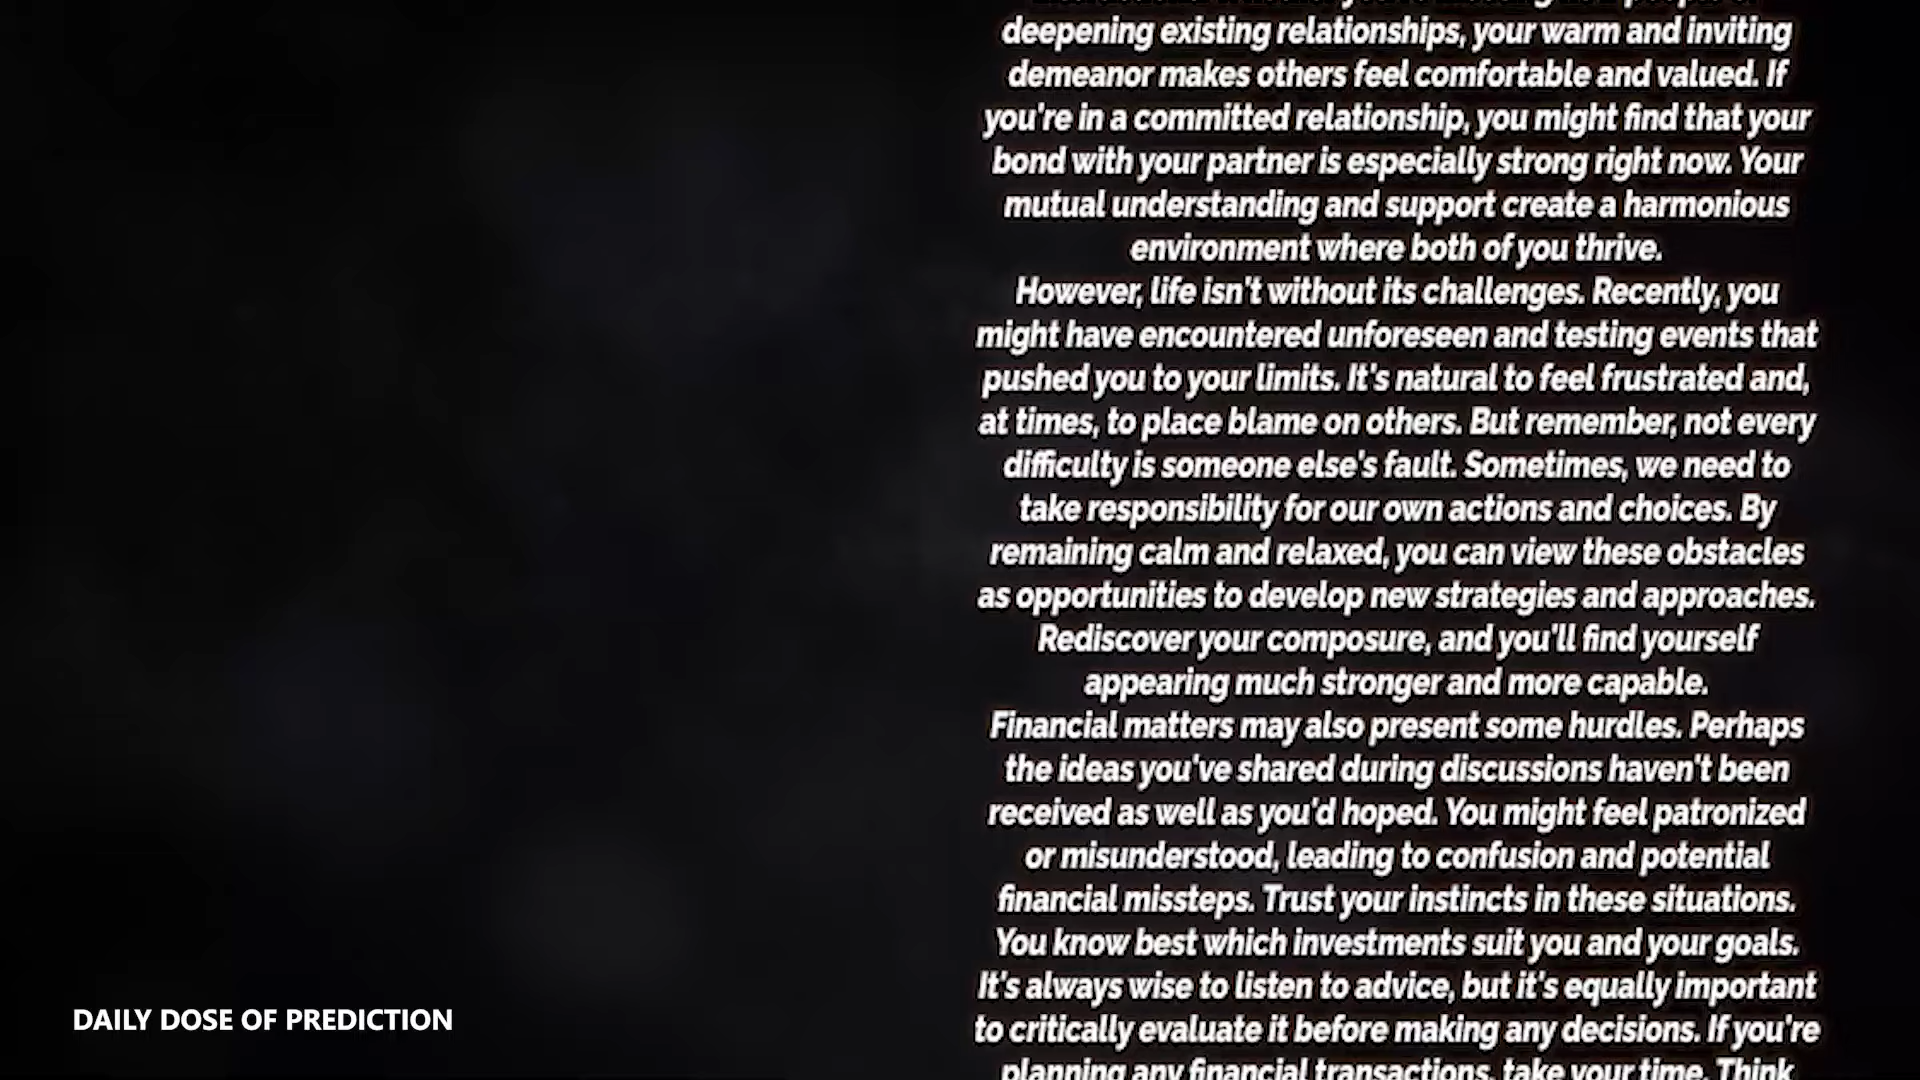 deepening existing relationships, your warm and inviting
demeanor makes others feel comfortable and valued. If
you're in a committed relationship, you might find that your
bond with your partner is especially strong right now. Your
mutual understanding and support create a harmonious
environment where both of you thrive.
However, life isn't without its challenges. Recently, you
might have encountered unforeseen and testing events that
pushed you to your limits. It's natural to feel frustrated and,
at times, to place blame on others. But remember, not every
difficulty is someone else's fault. Sometimes, we need to
take responsibility for our own actions and choices. By
remaining calm and relaxed, you can view these obstacles
as opportunities to develop new strategies and approaches.
Rediscover your composure, and you'll find yourself
appearing much stronger and more capable.
Financial matters may also present some hurdles. Perhaps
the ideas you've shared during discussions haven't been
received as well as you'd hoped. You might feel patronized
or misunderstood, leading to confusion and potential
financial missteps. Trust your instincts in these situations.
You know best which investments suit you and your goals.
It's always wise to listen to advice, but it's equally important
to critically evaluate it before making any decisions. If you're
planning any financial transactions, take your time. Think
DAILY DOSE OF PREDICTION